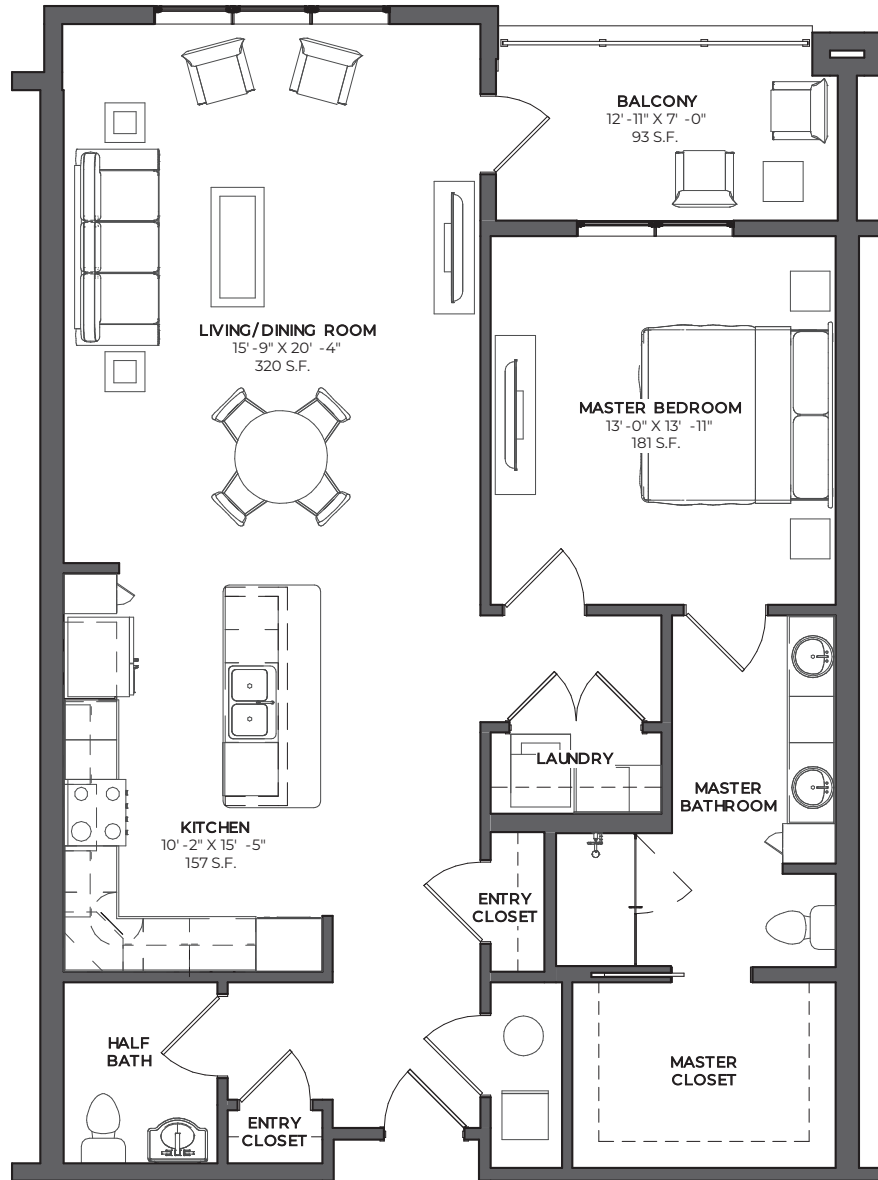 BALCONY
12' -11" X 7' -0"
93 S.F.
LIVING/DINING ROOM
15' -9" X 20' -4"
320 S.F.
MASTER BEDROOM
13' -0" X 13' -11"
181 S.F.
LAUNDRY
MASTER
BATHROOM
KITCHEN
10' -2" X 15' -5"
157 S.F.
ENTRY
CLOSET
HALF
BATH
MASTER
CLOSET
ENTRY
CLOSET